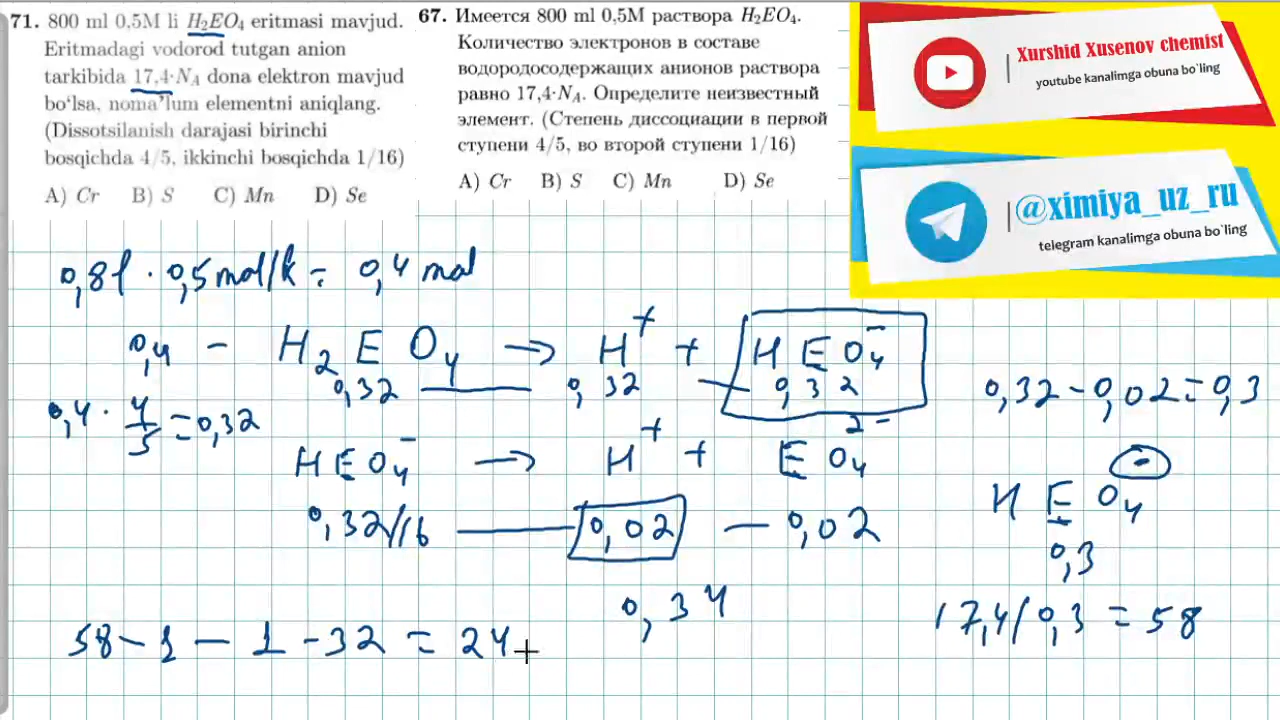 71. 800 ml 0,5M li H₂EO₄ eritmasi mavjud.
Eritmadagi vodorod tutgan anion
tarkibida 17,4·N_A dona elektron mavjud
bo‘lsa, noma’lum elementni aniqlang.
(Dissotsilanish darajasi birinchi
bosqichda 4/5, ikkinchi bosqichda 1/16)
A) Cr B) S C) Mn D) Se
67. Имеется 800 ml 0,5M раствора H₂EO₄.
Количество электронов в составе
водородосодержащих анионов раствора
равно 17,4·N_A. Определите неизвестный
элемент. (Степень диссоциации в первой
ступени 4/5, во второй ступени 1/16)
A) Cr B) S C) Mn D) Se
Xurshid Xusenov chemist
youtube kanalimga obuna bo`ling
@ximiya_uz_ru
telegram kanalimga obuna bo`ling
0,8l · 0,5mol/l = 0,4 mol
0,4 – H₂EO₄ → H⁺ + HEO₄⁻
0,32 — 0,32 — 0,32
0,4 · 4/5 = 0,32
HEO₄⁻ → H⁺ + EO₄²⁻
0,32/16 — 0,02 — 0,02
0,34
0,32 – 0,02 = 0,3
HEO₄⁻
0,3
17,4/0,3 = 58
58 – 1 – 1 – 32 = 24